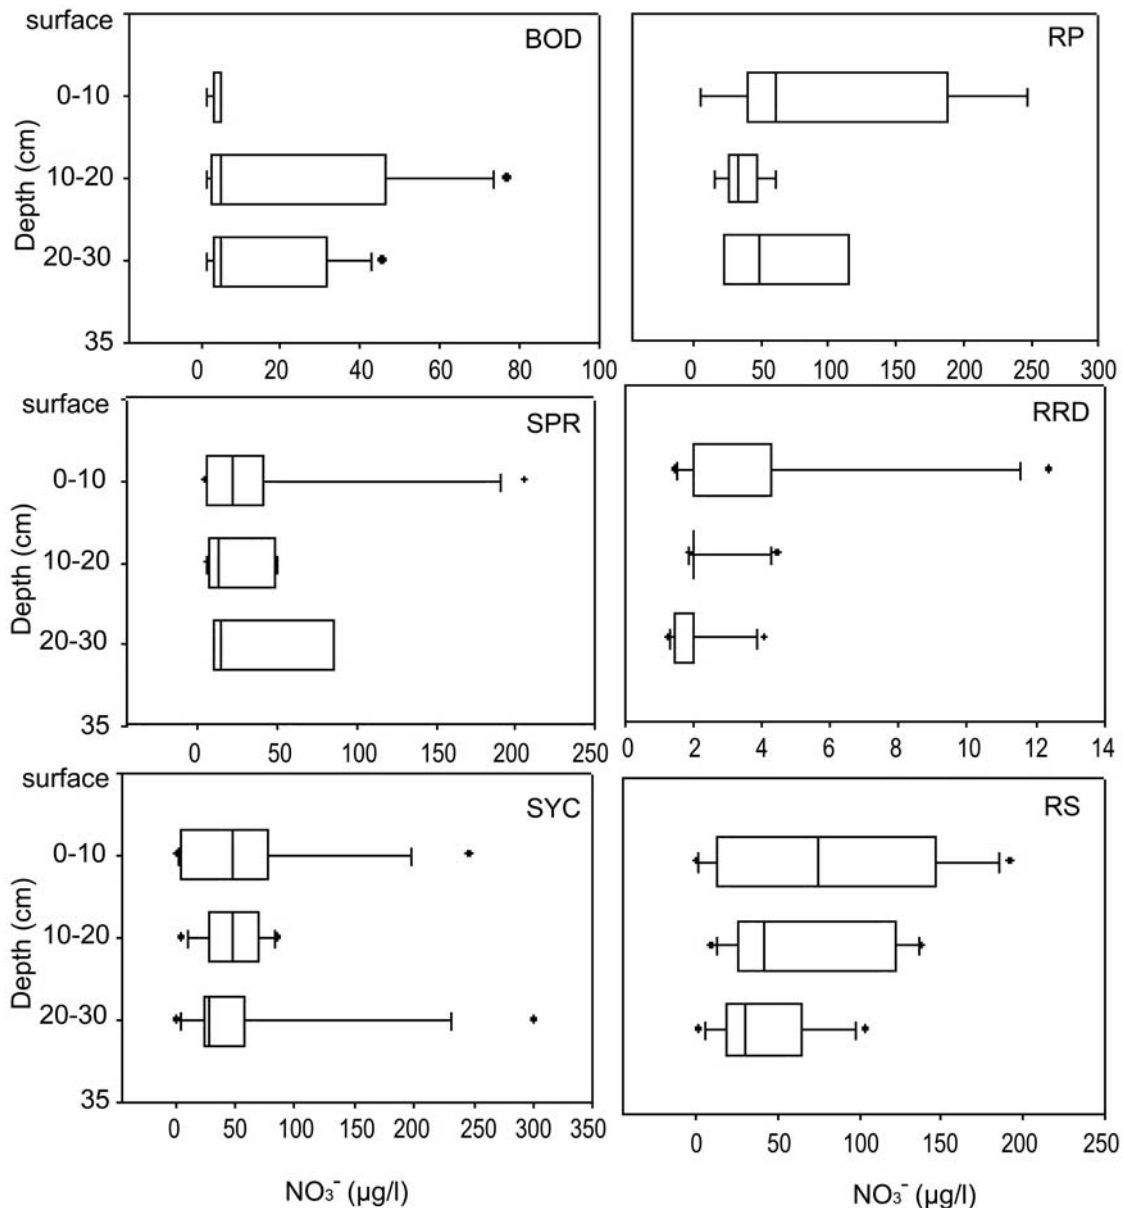 surface
BOD
0-10
10-20
20-30
35
Depth (cm)
0 20 40 60 80 100
RP
0 50 100 150 200 250 300
surface
SPR
0-10
10-20
20-30
35
Depth (cm)
0 50 100 150 200 250
RRD
0 2 4 6 8 10 12 14
surface
SYC
0-10
10-20
20-30
35
Depth (cm)
0 50 100 150 200 250 300 350
NO₃⁻ (µg/l)
RS
0 50 100 150 200 250
NO₃⁻ (µg/l)